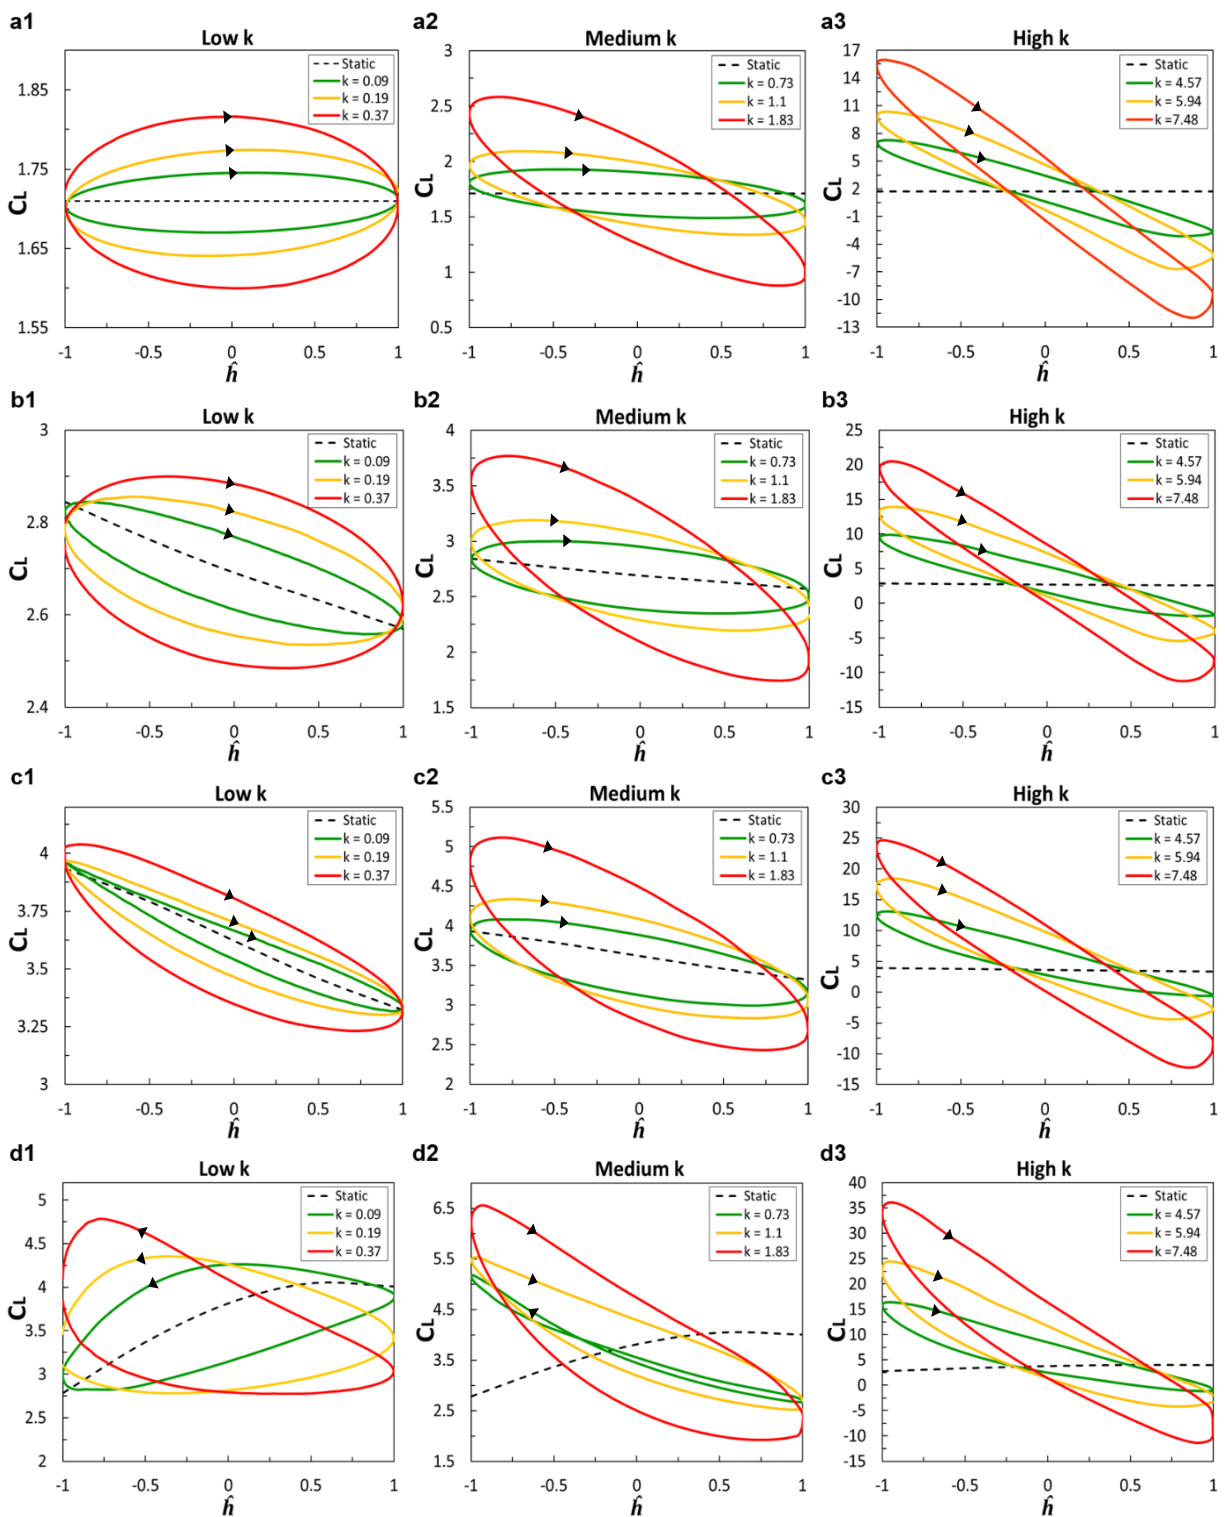 a1
Low k
Static
k = 0.09
k = 0.19
k = 0.37
1.85
1.75
1.65
1.55
CL
-1 -0.5 0 0.5 1
ĥ
a2
Medium k
Static
k = 0.73
k = 1.1
k = 1.83
3
2.5
2
1.5
1
0.5
CL
-1 -0.5 0 0.5 1
ĥ
a3
High k
Static
k = 4.57
k = 5.94
k =7.48
17
14
11
8
5
2
-1
-4
-7
-10
-13
CL
-1 -0.5 0 0.5 1
ĥ
b1
Low k
Static
k = 0.09
k = 0.19
k = 0.37
3
2.8
2.6
2.4
CL
-1 -0.5 0 0.5 1
ĥ
b2
Medium k
Static
k = 0.73
k = 1.1
k = 1.83
4
3.5
3
2.5
2
1.5
CL
-1 -0.5 0 0.5 1
ĥ
b3
High k
Static
k = 4.57
k = 5.94
k =7.48
25
20
15
10
5
0
-5
-10
-15
CL
-1 -0.5 0 0.5 1
ĥ
c1
Low k
Static
k = 0.09
k = 0.19
k = 0.37
4
3.75
3.5
3.25
3
CL
-1 -0.5 0 0.5 1
ĥ
c2
Medium k
Static
k = 0.73
k = 1.1
k = 1.83
5.5
5
4.5
4
3.5
3
2.5
2
CL
-1 -0.5 0 0.5 1
ĥ
c3
High k
Static
k = 4.57
k = 5.94
k =7.48
30
25
20
15
10
5
0
-5
-10
-15
CL
-1 -0.5 0 0.5 1
ĥ
d1
Low k
Static
k = 0.09
k = 0.19
k = 0.37
5
4.5
4
3.5
3
2.5
2
CL
-1 -0.5 0 0.5 1
ĥ
d2
Medium k
Static
k = 0.73
k = 1.1
k = 1.83
6.5
5.5
4.5
3.5
2.5
1.5
CL
-1 -0.5 0 0.5 1
ĥ
d3
High k
Static
k = 4.57
k = 5.94
k =7.48
40
35
30
25
20
15
10
5
0
-5
-10
-15
CL
-1 -0.5 0 0.5 1
ĥ